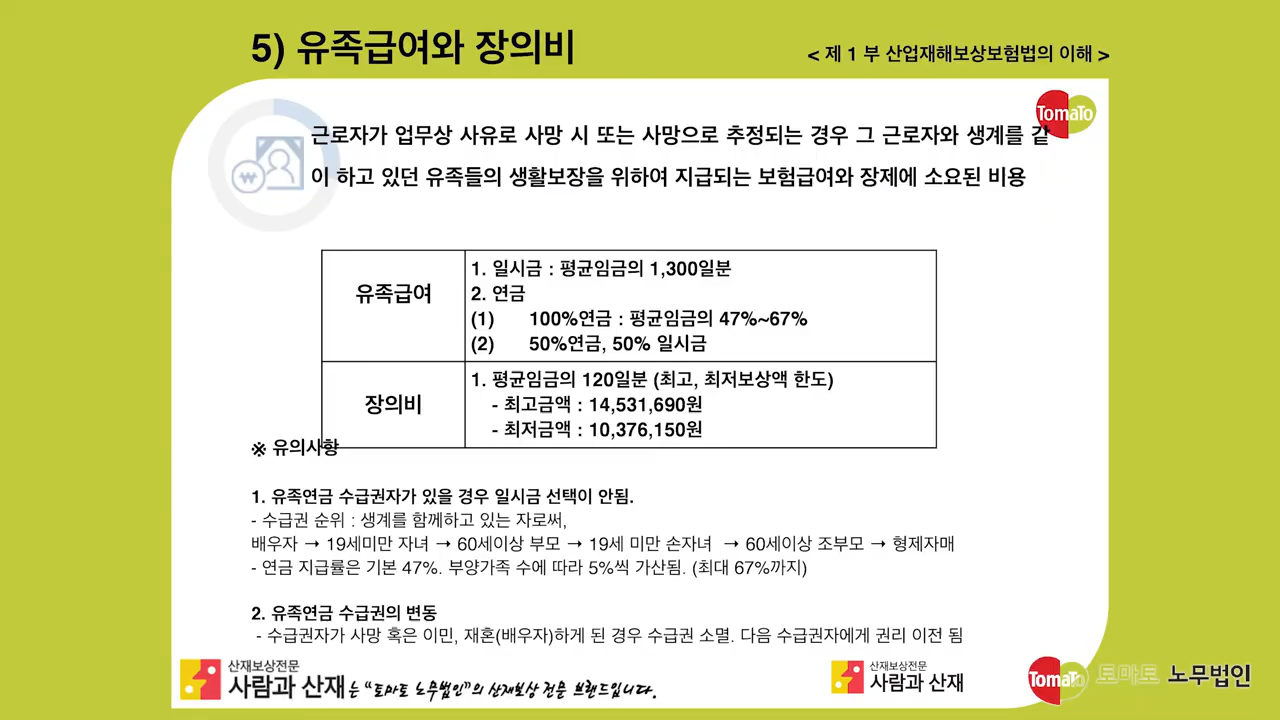 5) 유족급여와 장의비
< 제 1 부 산업재해보상보험법의 이해 >
TomaTo
근로자가 업무상 사유로 사망 시 또는 사망으로 추정되는 경우 그 근로자와 생계를 같
이 하고 있던 유족들의 생활보장을 위하여 지급되는 보험급여와 장제에 소요된 비용
₩
유족급여
1. 일시금 : 평균임금의 1,300일분
2. 연금
(1) 100%연금 : 평균임금의 47%~67%
(2) 50%연금, 50% 일시금
장의비
1. 평균임금의 120일분 (최고, 최저보상액 한도)
- 최고금액 : 14,531,690원
- 최저금액 : 10,376,150원
※ 유의사항
1. 유족연금 수급권자가 있을 경우 일시금 선택이 안됨.
- 수급권 순위 : 생계를 함께하고 있는 자로써,
배우자 → 19세미만 자녀 → 60세이상 부모 → 19세 미만 손자녀 → 60세이상 조부모 → 형제자매
- 연금 지급률은 기본 47%. 부양가족 수에 따라 5%씩 가산됨. (최대 67%까지)
2. 유족연금 수급권의 변동
- 수급권자가 사망 혹은 이민, 재혼(배우자)하게 된 경우 수급권 소멸. 다음 수급권자에게 권리 이전 됨
산재보상전문
사람과 산재는 “토마토 노무법인”의 산재보상 전문 브랜드입니다.
산재보상전문
사람과 산재
TomaTo 토마토 노무법인